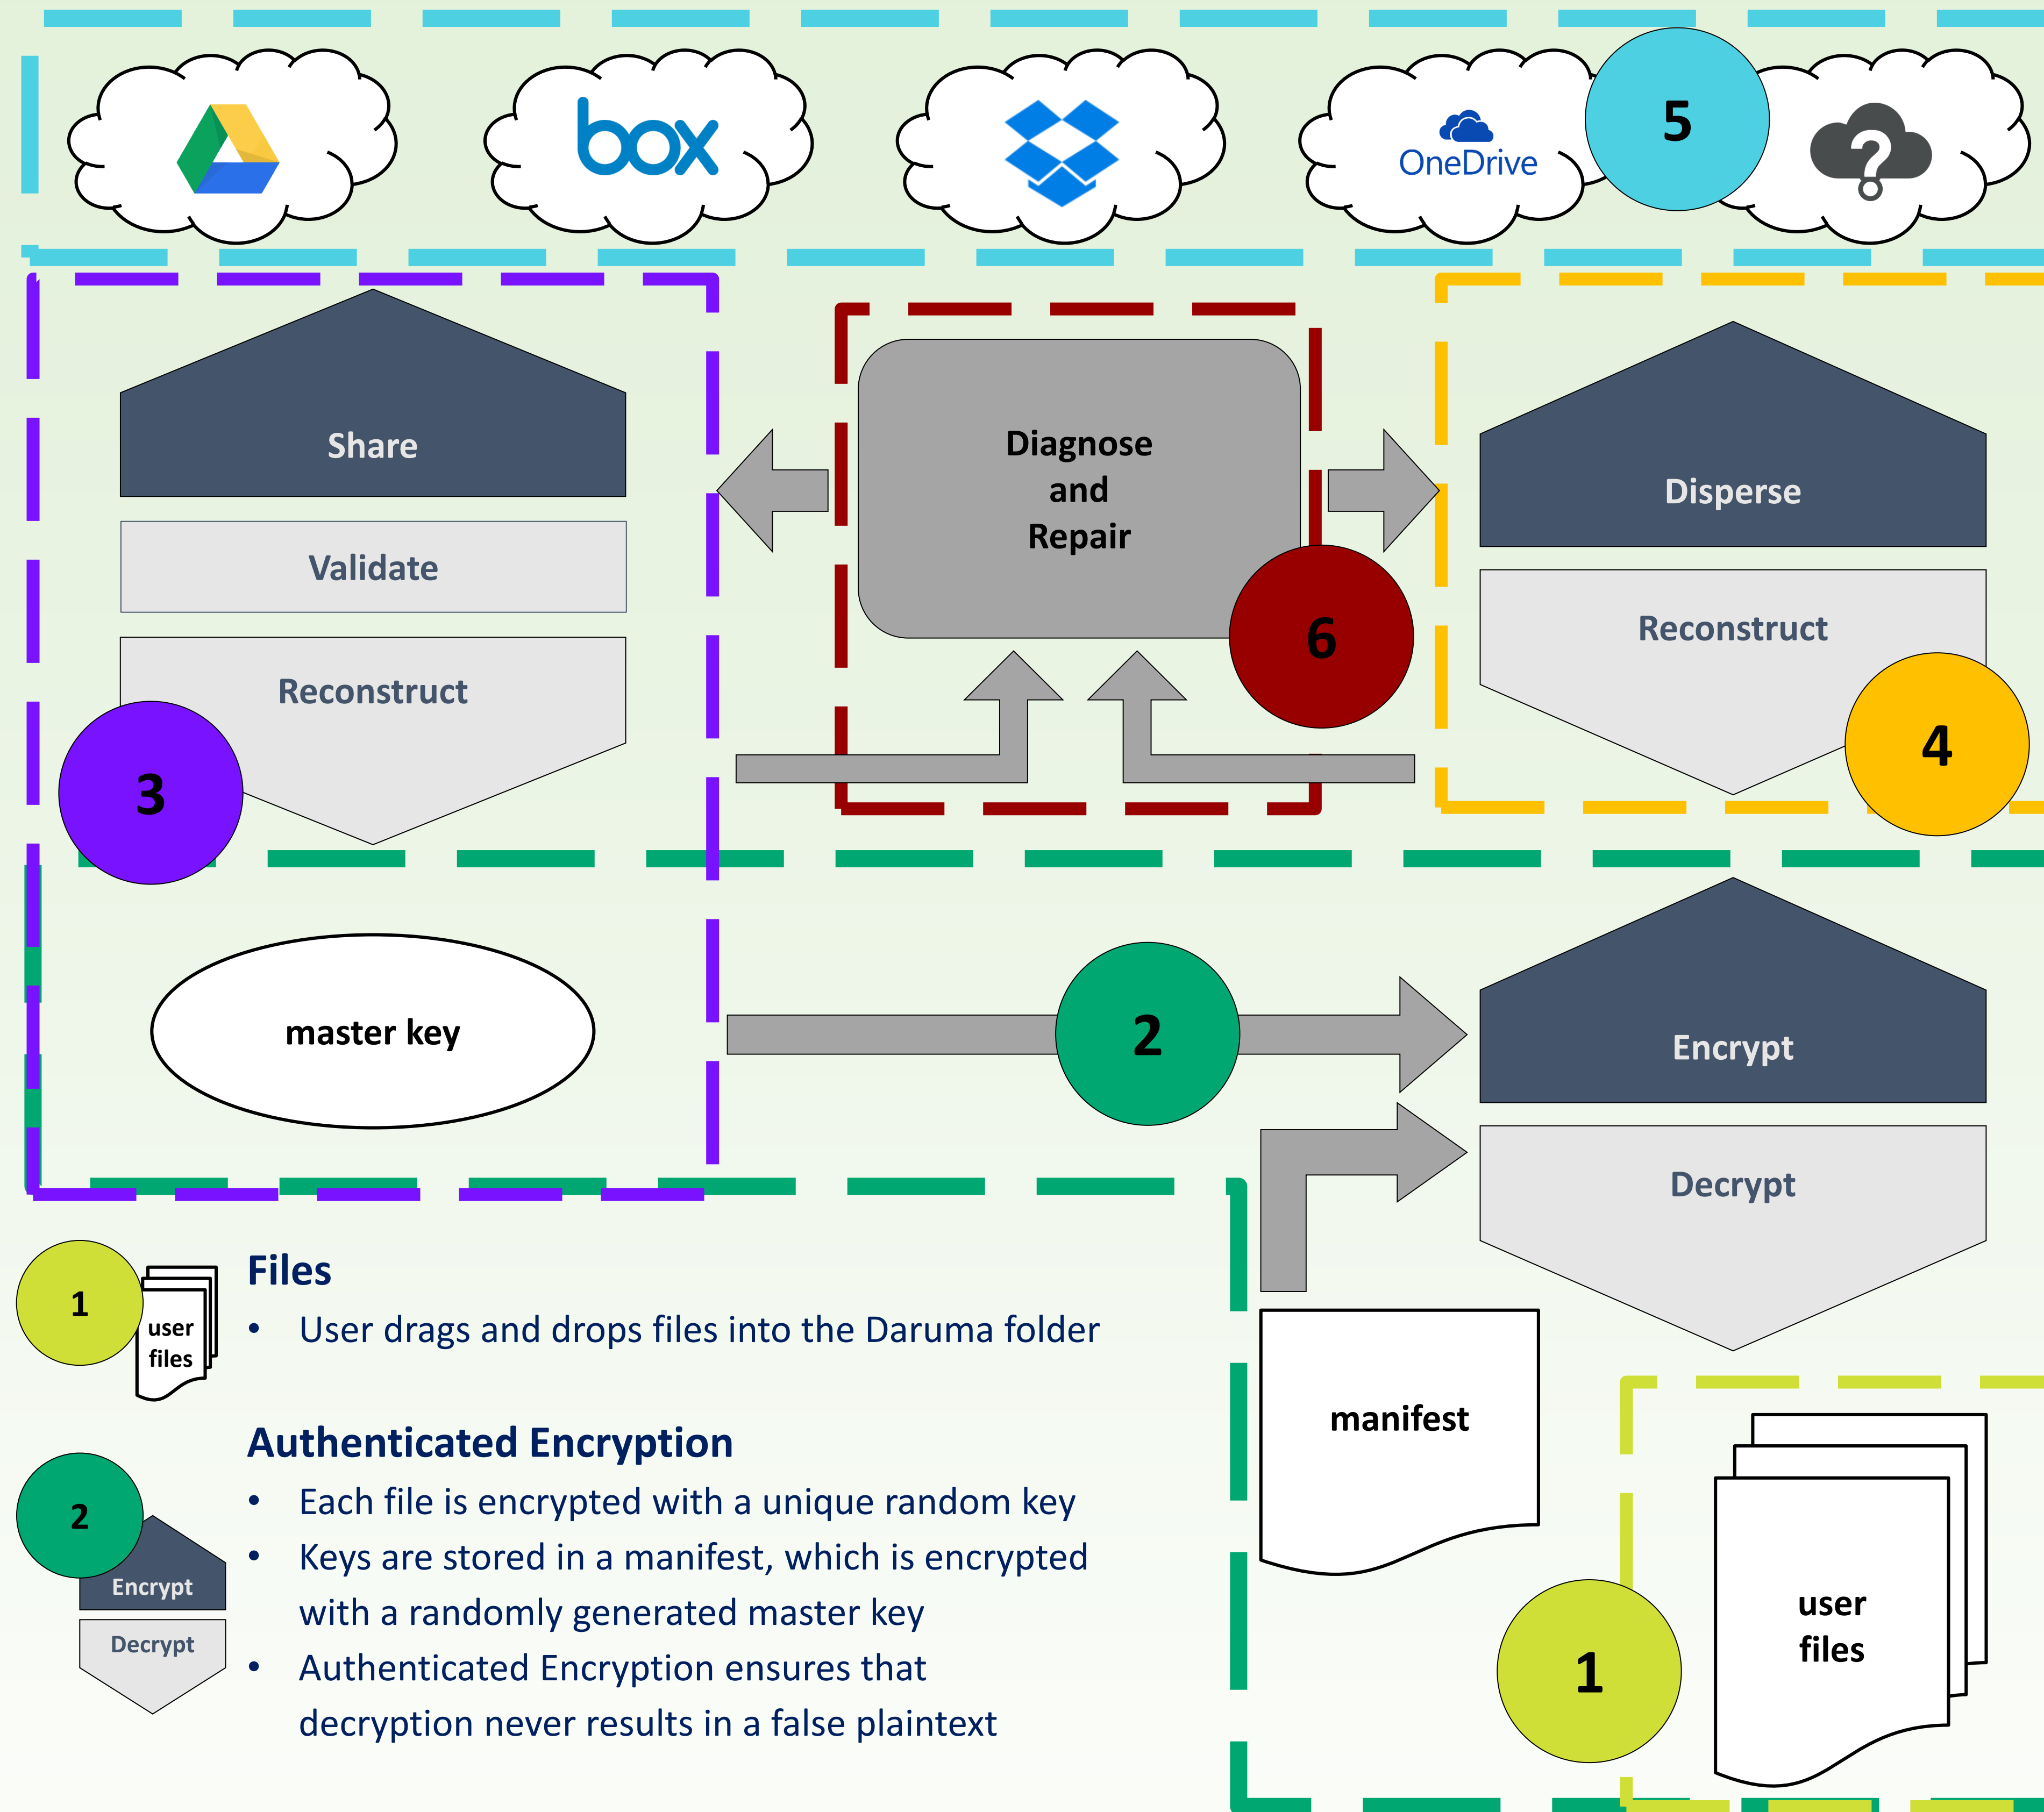 box
OneDrive
5
?
Share
Validate
Reconstruct
3
Diagnose
and
Repair
6
Disperse
Reconstruct
4
master key
2
Encrypt
Decrypt
manifest
1
user
files
1
user
files
Files
• User drags and drops files into the Daruma folder
2
Encrypt
Decrypt
Authenticated Encryption
• Each file is encrypted with a unique random key
• Keys are stored in a manifest, which is encrypted
with a randomly generated master key
• Authenticated Encryption ensures that
decryption never results in a false plaintext